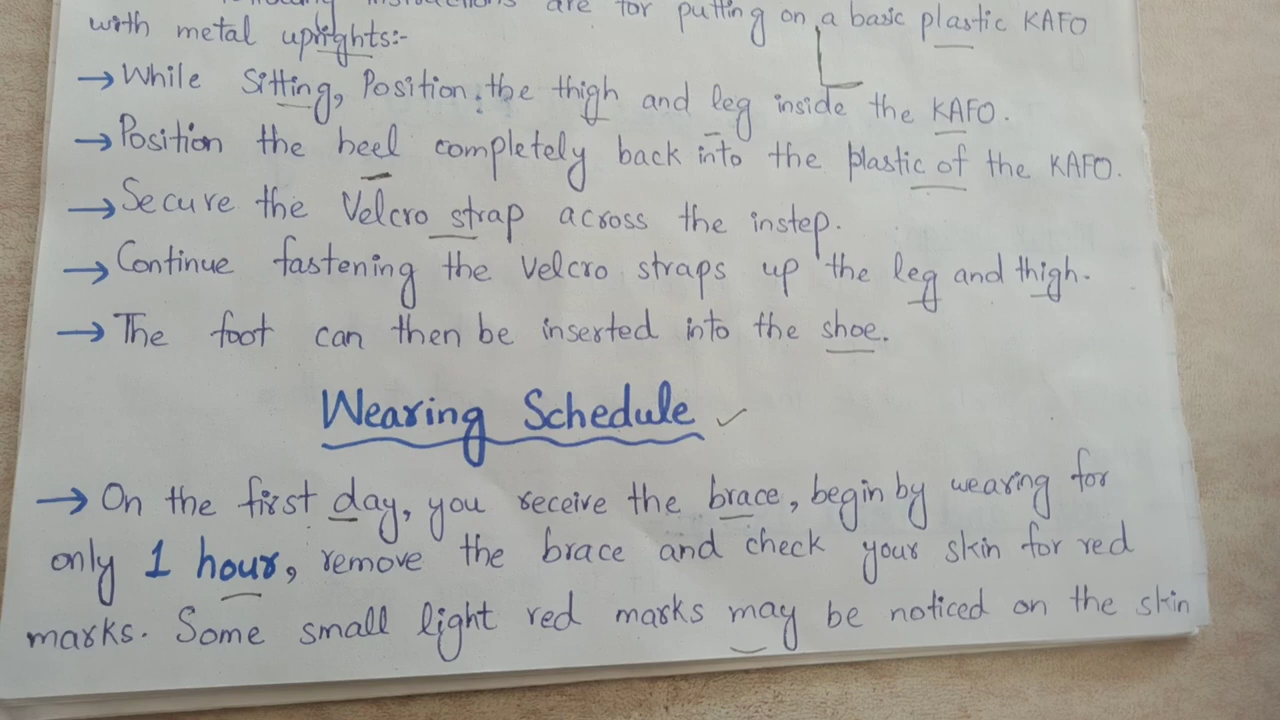 instructions are for putting on a basic plastic KAFO
with metal uprights:-
→ While Sitting, Position the thigh and leg inside the KAFO.
→ Position the heel completely back into the plastic of the KAFO.
→ Secure the Velcro strap across the instep.
→ Continue fastening the Velcro straps up the leg and thigh.
→ The foot can then be inserted into the shoe.
Wearing Schedule ✓
→ On the first day, you receive the brace, begin by wearing for
only 1 hour, remove the brace and check your skin for red
marks. Some small light red marks may be noticed on the skin